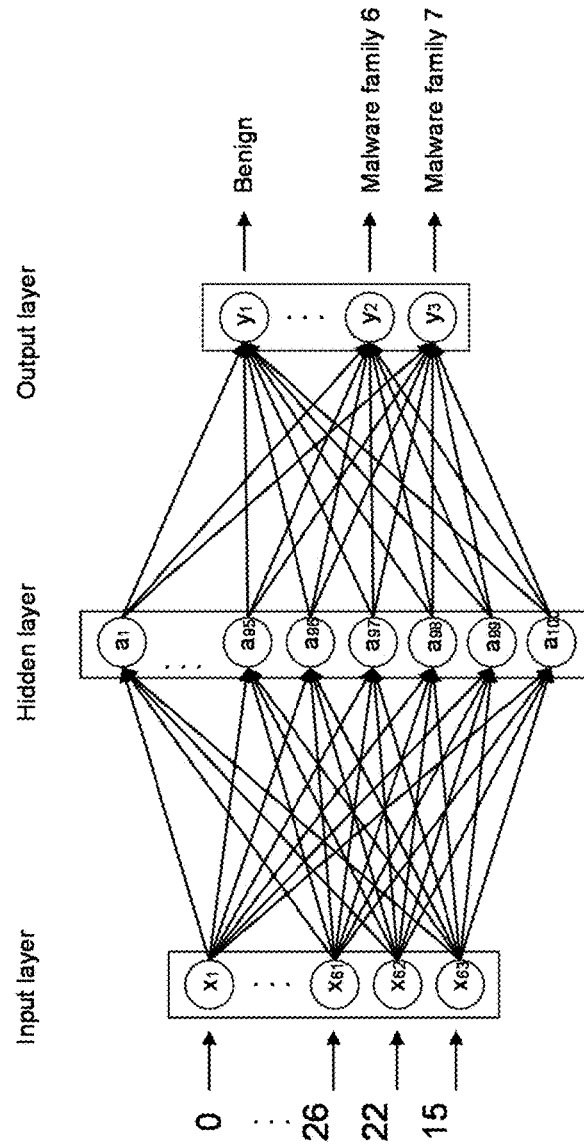 Input layer
Hidden layer
Output layer
0
. . .
26
22
15
x1
. . .
x61
x62
x63
a1
. . .
a95
a96
a97
a98
a99
y1
. . .
y2
y3
Benign
Malware family 6
Malware family 7